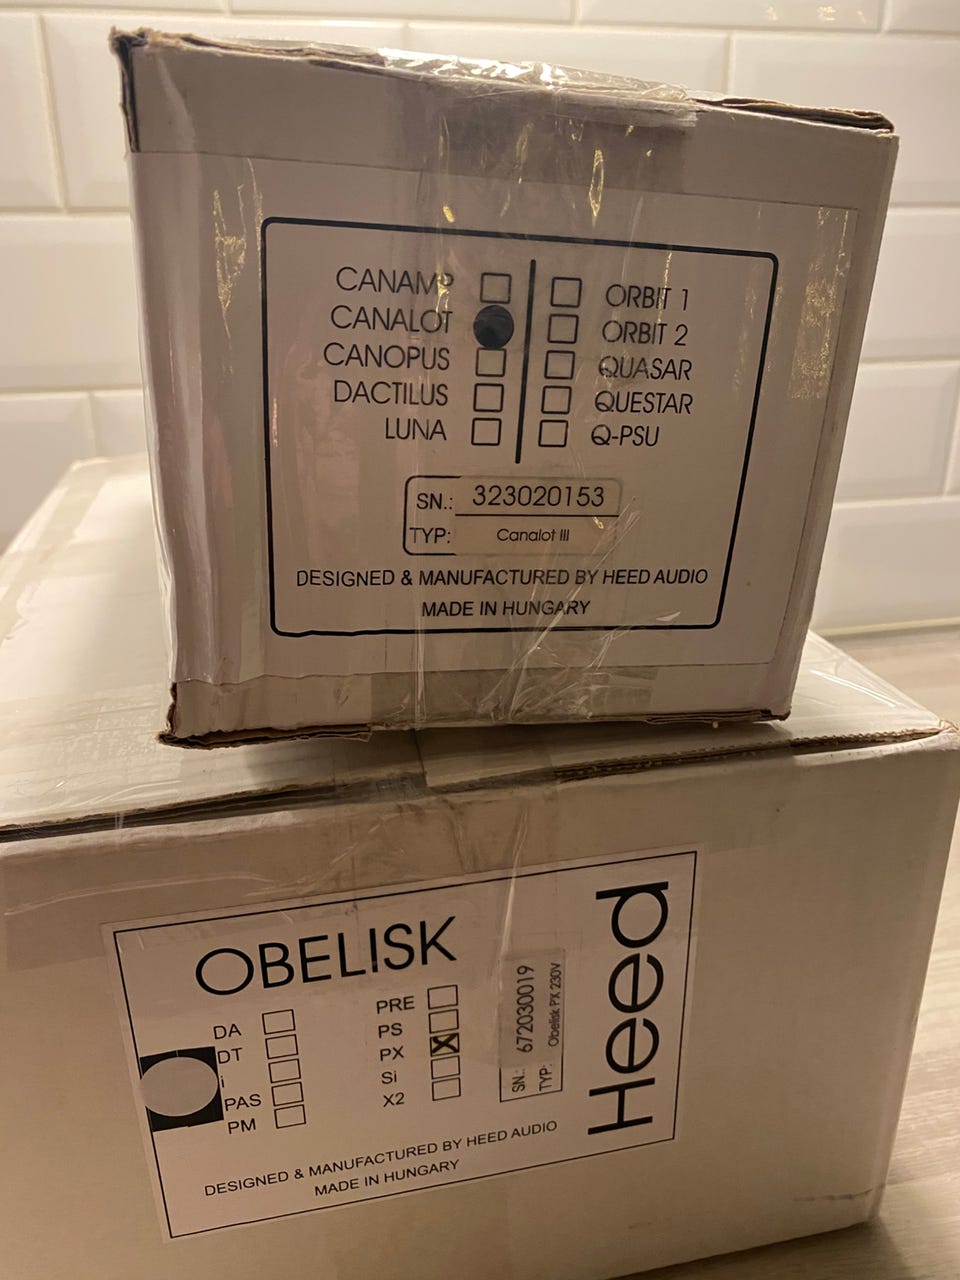 CANAMP
CANALOT
CANOPUS
DACTILUS
LUNA
ORBIT 1
ORBIT 2
QUASAR
QUESTAR
Q-PSU
SN.: 323020153
TYP: Canalot III
DESIGNED & MANUFACTURED BY HEED AUDIO
MADE IN HUNGARY
OBELISK
DA
DT
i
PAS
PM
PRE
PS
PX
Si
X2
SN.: 672030019
TYP: Obelisk PX 230V
Heed
DESIGNED & MANUFACTURED BY HEED AUDIO
MADE IN HUNGARY